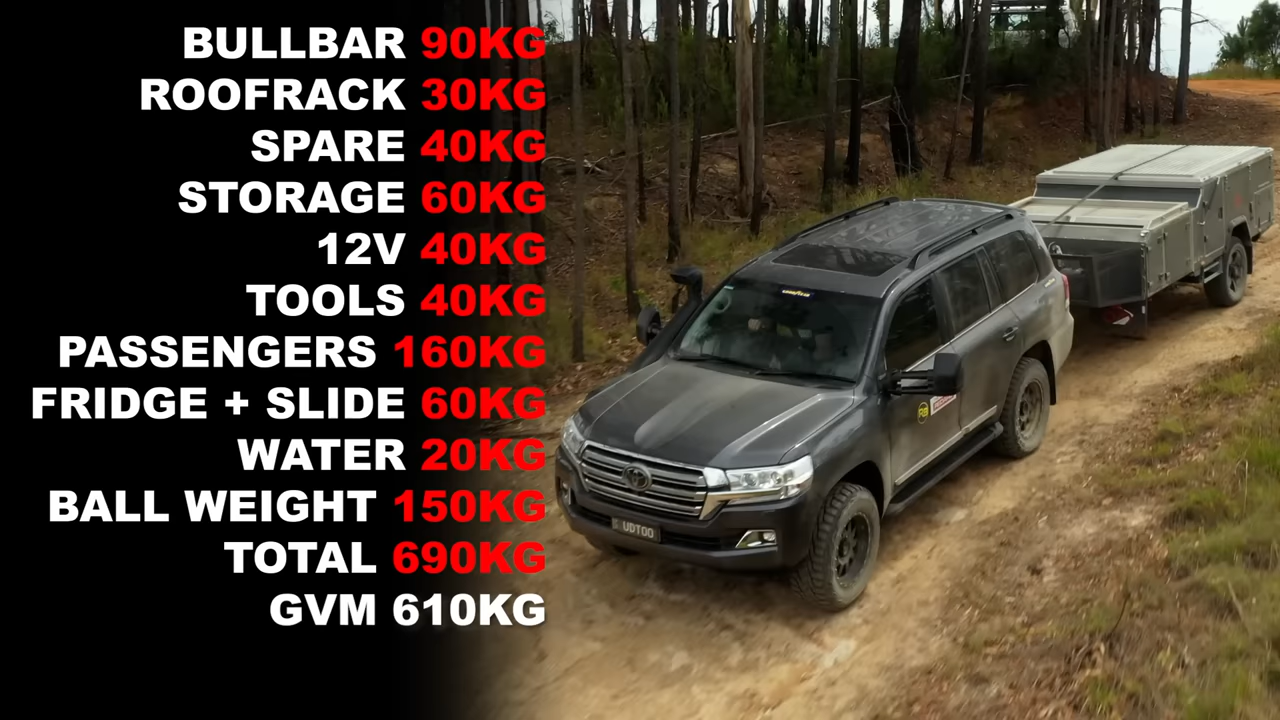 BULLBAR 90KG
ROOFRACK 30KG
SPARE 40KG
STORAGE 60KG
12V 40KG
TOOLS 40KG
PASSENGERS 160KG
FRIDGE + SLIDE 60KG
WATER 20KG
BALL WEIGHT 150KG
TOTAL 690KG
GVM 610KG
UDTOO